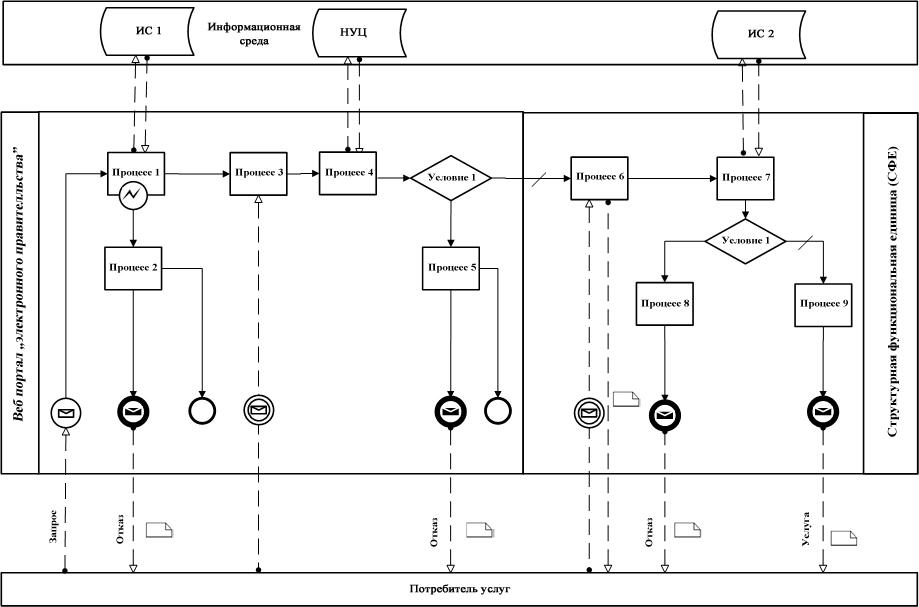 ИС 1
Информационная
среда
НУЦ
ИС 2
Веб портал „электронного правительства”
Процесс 1
Процесс 3
Процесс 4
Условие 1
Процесс 6
Процесс 7
Процесс 2
Процесс 5
Условие 1
Процесс 8
Процесс 9
Структурная функциональная единица (СФЕ)
Запрос
Отказ
Отказ
Отказ
Услуга
Потребитель услуг